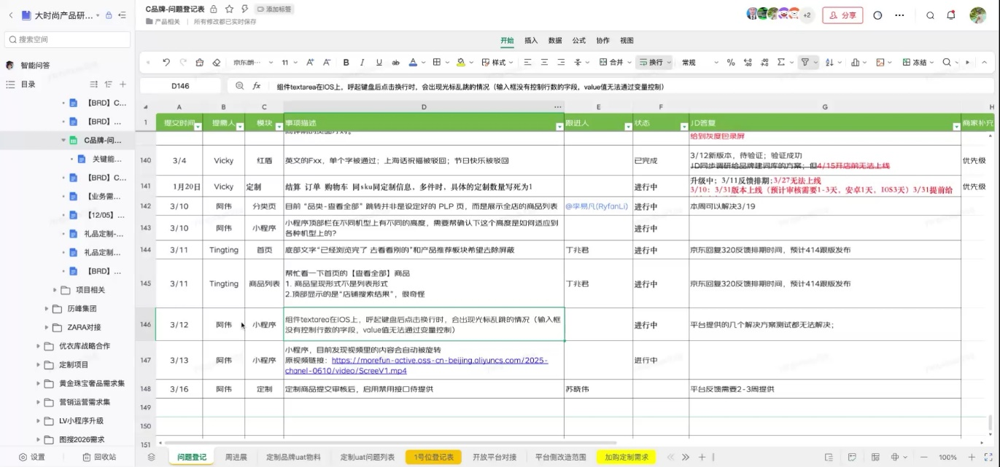 大时尚产品研...
C品牌-问题登记表
添加标签
产品相关 | 所有修改都已实时保存
+2
分享
搜索空间
智能问答
目录
【BRD】C...
【BRD】...
C品牌-问...
关键能...
【BRD】C...
【业务需...
【12/05】...
礼品定制-...
礼品定制...
【BRD】...
项目相关
历峰集团
ZARA对接
优衣库战略合作
定制项目
黄金珠宝奢品需求集
营销运营需求集
LV小程序升级
图搜2026需求
设置
回收站
开始 插入 数据 公式 协作 视图
京东朗... 11 B I U ab A 样式 合并 换行 常规 % Σ 冻结
D146 fx 组件textarea在IOS上，呼起键盘后点击换行时，会出现光标乱跳的情况（输入框没有控制行数的字段，value值无法通过变量控制）
A B C D E F G H
1 提交时间 提需人 模块 事项描述 跟进人 状态 JD答复 商家补充
给到灰度包录屏
140 3/4 Vicky 红盾 英文的Fxx，单个字被通过；上海话祝福被驳回；节日快乐被驳回 已完成 3/12新版本，待验证；验证成功
JD同步调研给品牌建词库的方案；但4/15开店前无法上线
优先级
141 1月20日 Vicky 定制 结算 订单 购物车 同sku同定制信息，多件时，具体的定制数量写死为1 进行中 升级中；3/11反馈排期；3/27无法上线
3/10：3/31版本上线（预计审核需要1-3天，安卓1天，IOS3天）3/31提前给
优先级
142 3/10 阿伟 分类页 目前 “品类-查看全部” 跳转并非是设定好的 PLP 页，而是展示全店的商品列表 @李易凡(RyfanLi) 进行中 本周可以解决3/19
143 3/10 阿伟 小程序 小程序顶部栏在不同机型上有不同的高度，需要帮确认下这个高度是如何适应到
各种机型上的?
进行中
144 3/11 Tingting 首页 底部文字“已经浏览完了 去看看别的”和产品推荐板块希望去除屏蔽 丁兆君 进行中 京东回复320反馈排期时间，预计414跟版发布
145 3/11 Tingting 商品列表 帮忙看一下首页的【查看全部】商品
1. 商品呈现形式不是列表形式
2.顶部显示的是“店铺搜索结果”，很奇怪
丁兆君 进行中 京东回复320反馈排期时间，预计414跟版发布
146 3/12 阿伟 小程序 组件textarea在IOS上，呼起键盘后点击换行时，会出现光标乱跳的情况（输入框
没有控制行数的字段，value值无法通过变量控制）
进行中 平台提供的几个解决方案测试都无法解决；
147 3/13 阿伟 小程序 小程序，目前发现视频里的内容会自动被旋转
原视频链接：https://morefun-active.oss-cn-beijing.aliyuncs.com/2025-
chanel-0610/video/ScreeV1.mp4
进行中
148 3/16 阿伟 定制 定制商品提交审核后，启用禁用接口待提供 苏晓伟 平台反馈需要2-3周提供
149
150
151
问题登记 周进展 定制品牌uat物料 定制uat问题列表 1号位登记表 开放平台对接 平台侧改造范围 加购定制需求
100%